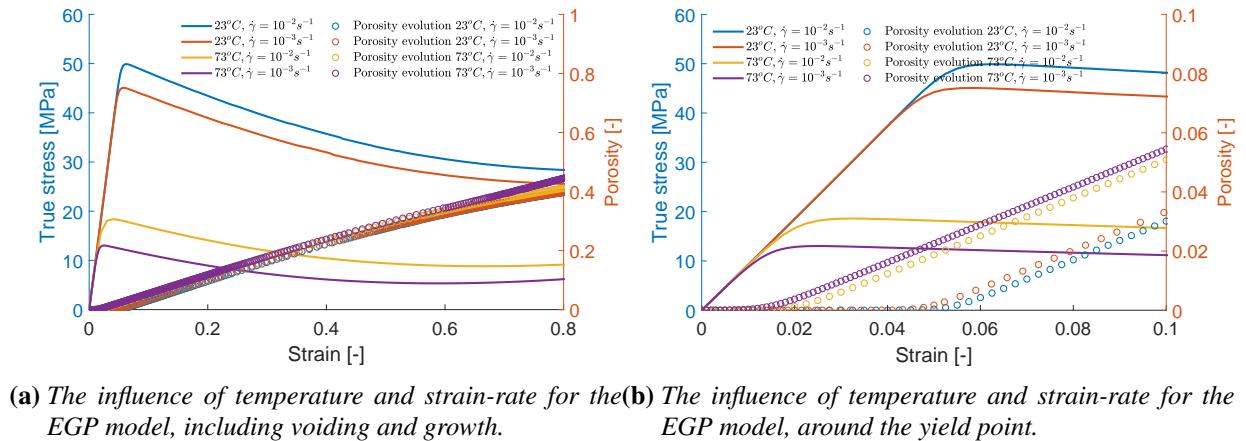 23°C, γ̇ = 10⁻²s⁻¹
23°C, γ̇ = 10⁻³s⁻¹
73°C, γ̇ = 10⁻²s⁻¹
73°C, γ̇ = 10⁻³s⁻¹
Porosity evolution 23°C, γ̇ = 10⁻²s⁻¹
Porosity evolution 23°C, γ̇ = 10⁻³s⁻¹
Porosity evolution 73°C, γ̇ = 10⁻²s⁻¹
Porosity evolution 73°C, γ̇ = 10⁻³s⁻¹
True stress [MPa]
60
50
40
30
20
10
0
0 0.2 0.4 0.6 0.8
Strain [-]
1
0.8
0.6
0.4
0.2
0
Porosity [-]
(a) The influence of temperature and strain-rate for the
EGP model, including voiding and growth.
23°C, γ̇ = 10⁻²s⁻¹
23°C, γ̇ = 10⁻³s⁻¹
73°C, γ̇ = 10⁻²s⁻¹
73°C, γ̇ = 10⁻³s⁻¹
Porosity evolution 23°C, γ̇ = 10⁻²s⁻¹
Porosity evolution 23°C, γ̇ = 10⁻³s⁻¹
Porosity evolution 73°C, γ̇ = 10⁻²s⁻¹
Porosity evolution 73°C, γ̇ = 10⁻³s⁻¹
True stress [MPa]
60
50
40
30
20
10
0
0 0.02 0.04 0.06 0.08 0.1
Strain [-]
0.1
0.08
0.06
0.04
0.02
0
Porosity [-]
(b) The influence of temperature and strain-rate for the
EGP model, around the yield point.